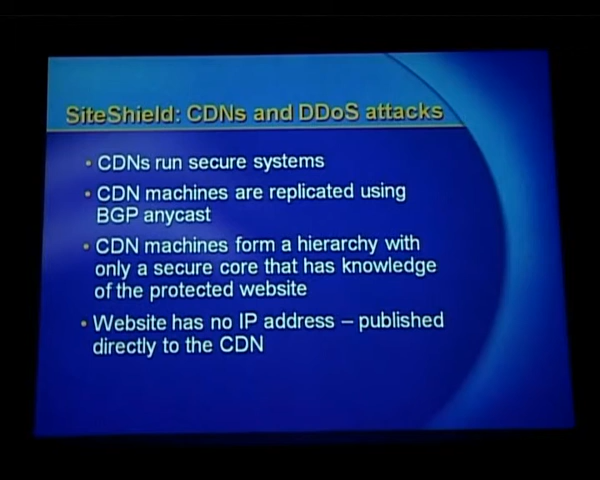 SiteShield: CDNs and DDoS attacks
• CDNs run secure systems
• CDN machines are replicated using
BGP anycast
• CDN machines form a hierarchy with
only a secure core that has knowledge
of the protected website
• Website has no IP address – published
directly to the CDN